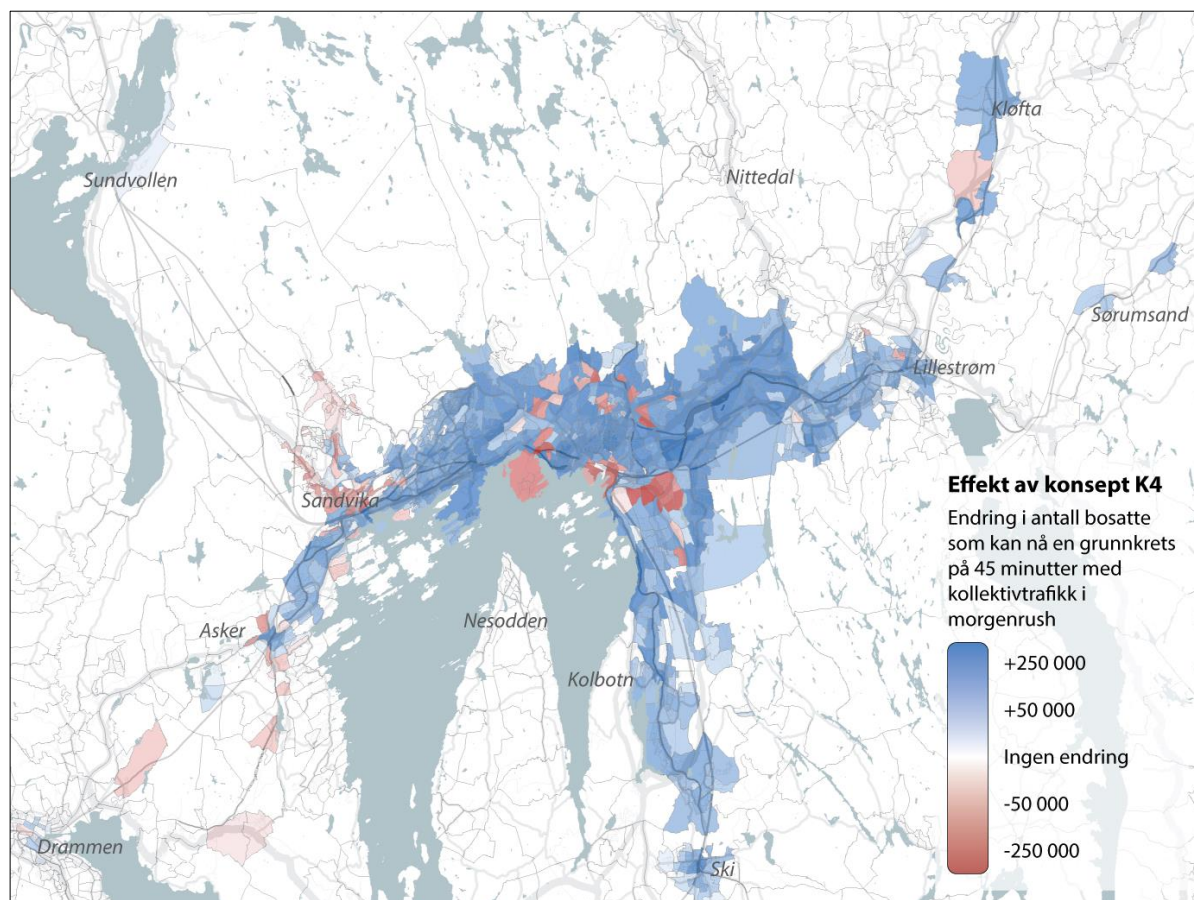 Kløfta
Sundvollen
Nittedal
Sørumsand
Lillestrøm
Sandvika
Effekt av konsept K4
Endring i antall bosatte
som kan nå en grunnkrets
på 45 minutter med
kollektivtrafikk i
morgenrush
Asker
Nesodden
Kolbotn
+250 000
+50 000
Ingen endring
-50 000
-250 000
Drammen
Ski